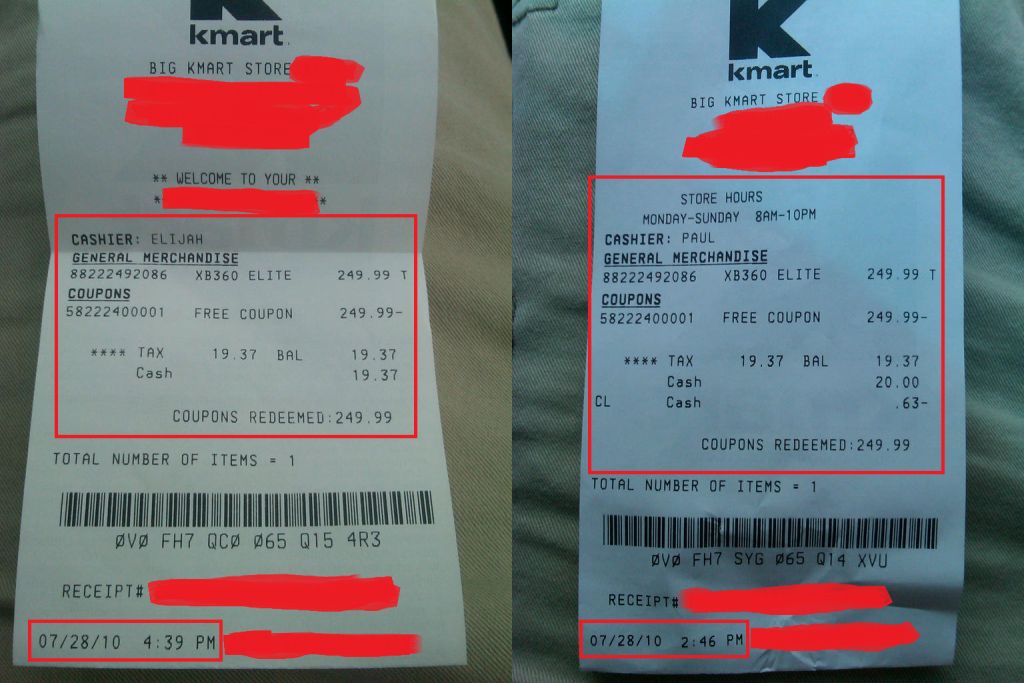 kmart
BIG KMART STORE
** WELCOME TO YOUR **
*
CASHIER: ELIJAH
GENERAL MERCHANDISE
88222492086 XB360 ELITE 249.99 T
COUPONS
58222400001 FREE COUPON 249.99-
**** TAX 19.37 BAL 19.37
Cash 19.37
COUPONS REDEEMED:249.99
TOTAL NUMBER OF ITEMS = 1
0V0 FH7 QC0 065 Q15 4R3
RECEIPT#
07/28/10 4:39 PM
kmart
BIG KMART STORE
STORE HOURS
MONDAY-SUNDAY 8AM-10PM
CASHIER: PAUL
GENERAL MERCHANDISE
88222492086 XB360 ELITE 249.99 T
COUPONS
58222400001 FREE COUPON 249.99-
**** TAX 19.37 BAL 19.37
Cash 20.00
CL Cash .63-
COUPONS REDEEMED:249.99
TOTAL NUMBER OF ITEMS = 1
0V0 FH7 SYG 065 Q14 XVU
RECEIPT#
07/28/10 2:46 PM